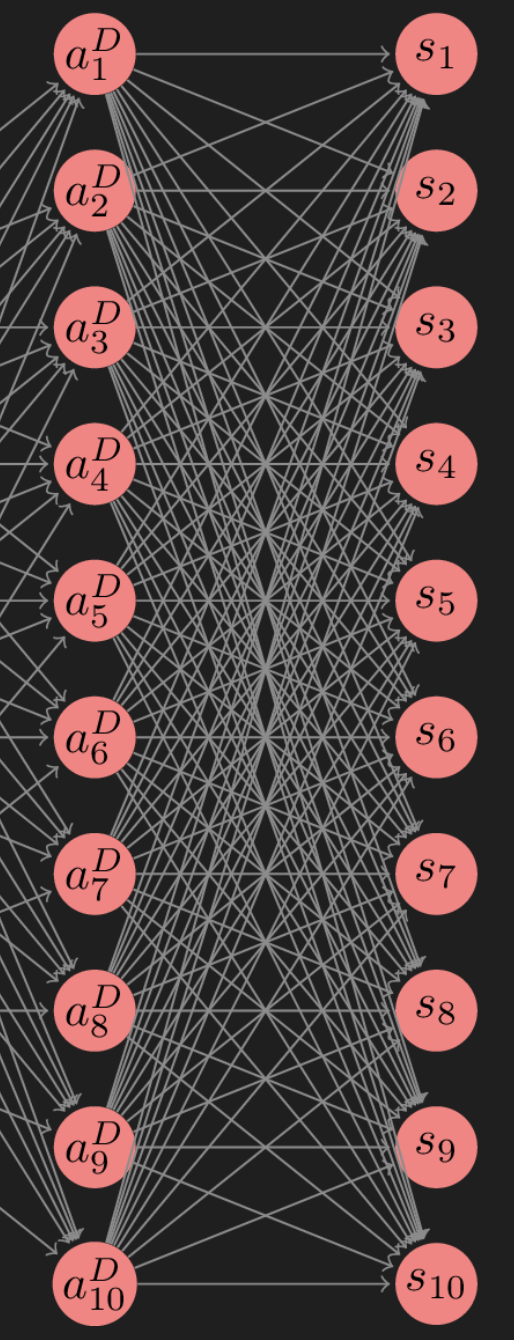 a_1^D s_1
a_2^D s_2
a_3^D s_3
a_4^D s_4
a_5^D s_5
a_6^D s_6
a_7^D s_7
a_8^D s_8
a_9^D s_9
a_{10}^D s_{10}